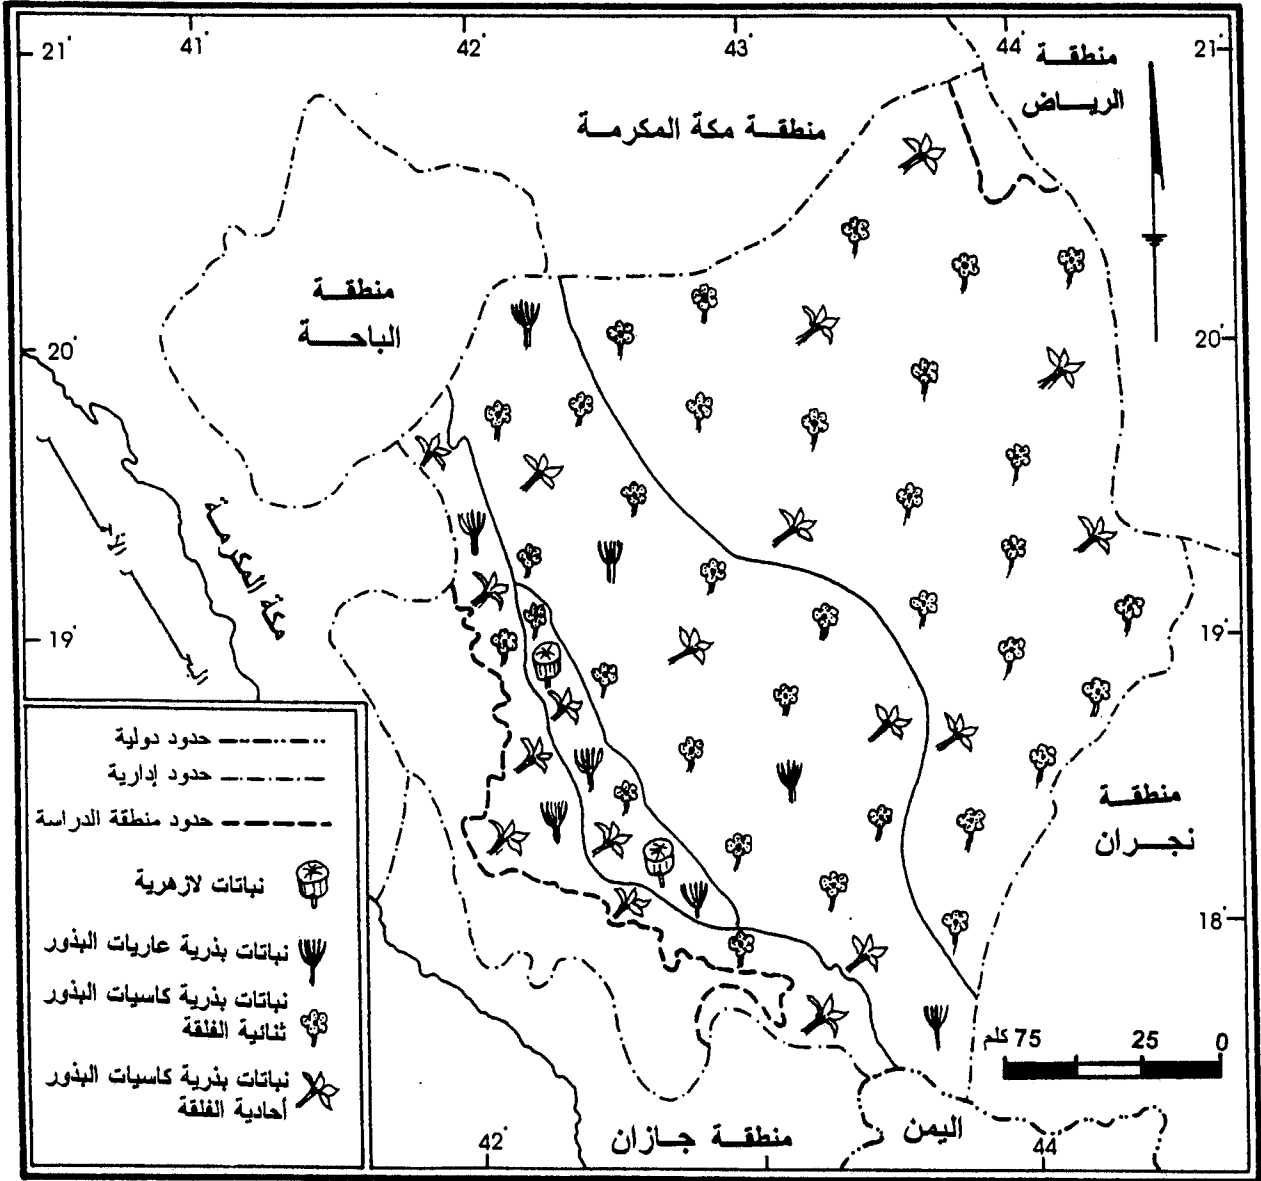 41° 42° 43° 44°
21° 21°
منطقة
الرياض
منطقة مكة المكرمة
منطقة
الباحة
20° 20°
مكة المكرمة
19° 19°
حدود دولية
حدود إدارية
حدود منطقة الدراسة
نباتات لازهرية
نباتات بذرية عاريات البذور
نباتات بذرية كاسيات البذور
ثنائية الفلقة
نباتات بذرية كاسيات البذور
أحادية الفلقة
منطقة
نجران
18°
75 كلم 25 0
اليمن
منطقة جازان
42° 44